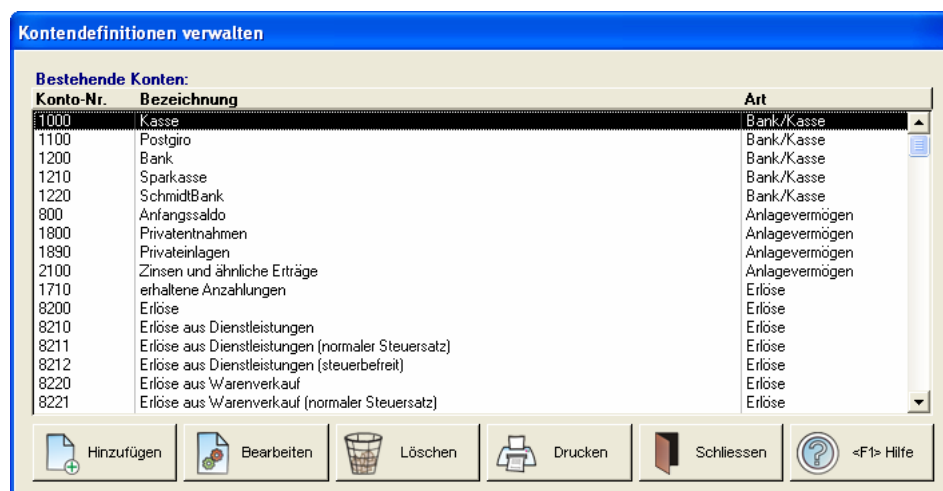 Kontendefinitionen verwalten
Bestehende Konten:
Konto-Nr. Bezeichnung Art
1000 Kasse Bank/Kasse
1100 Postgiro Bank/Kasse
1200 Bank Bank/Kasse
1210 Sparkasse Bank/Kasse
1220 SchmidtBank Bank/Kasse
800 Anfangssaldo Anlagevermögen
1800 Privatentnahmen Anlagevermögen
1890 Privateinlagen Anlagevermögen
2100 Zinsen und ähnliche Erträge Anlagevermögen
1710 erhaltene Anzahlungen Erlöse
8200 Erlöse Erlöse
8210 Erlöse aus Dienstleistungen Erlöse
8211 Erlöse aus Dienstleistungen (normaler Steuersatz) Erlöse
8212 Erlöse aus Dienstleistungen (steuerbefreit) Erlöse
8220 Erlöse aus Warenverkauf Erlöse
8221 Erlöse aus Warenverkauf (normaler Steuersatz) Erlöse
Hinzufügen Bearbeiten Löschen Drucken Schliessen <F1> Hilfe